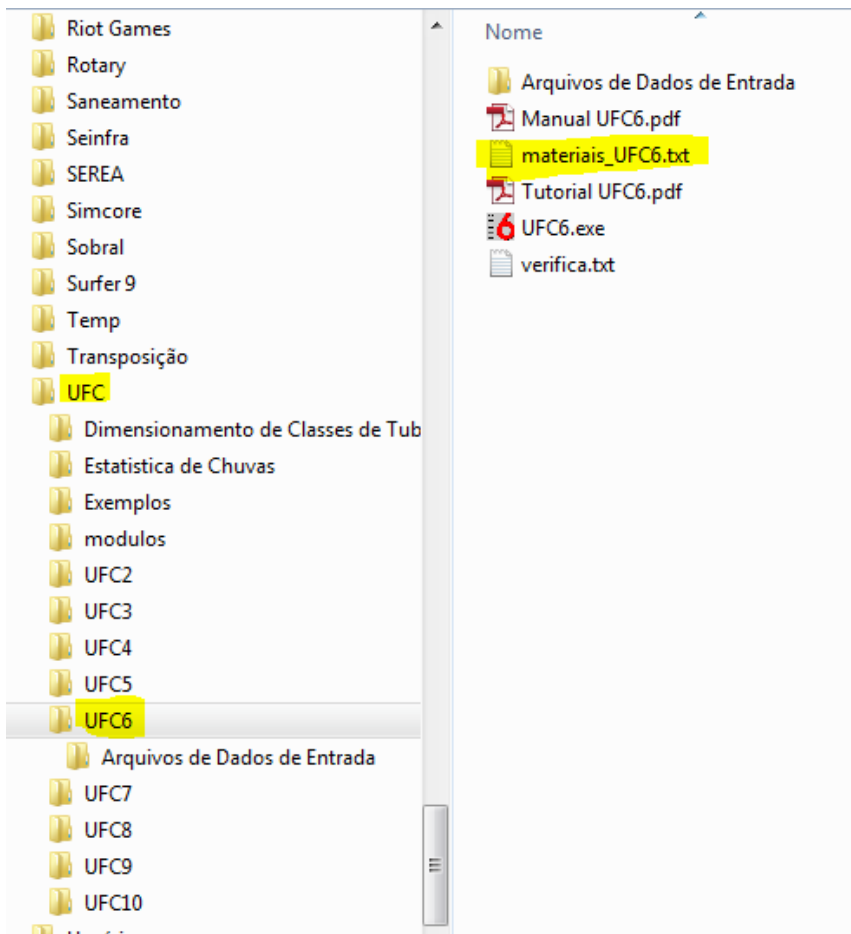 Riot Games
Rotary
Saneamento
Seinfra
SEREA
Simcore
Sobral
Surfer 9
Temp
Transposição
UFC
Dimensionamento de Classes de Tub
Estatistica de Chuvas
Exemplos
modulos
UFC2
UFC3
UFC4
UFC5
UFC6
Arquivos de Dados de Entrada
UFC7
UFC8
UFC9
UFC10
Nome
Arquivos de Dados de Entrada
Manual UFC6.pdf
materiais_UFC6.txt
Tutorial UFC6.pdf
UFC6.exe
verifica.txt